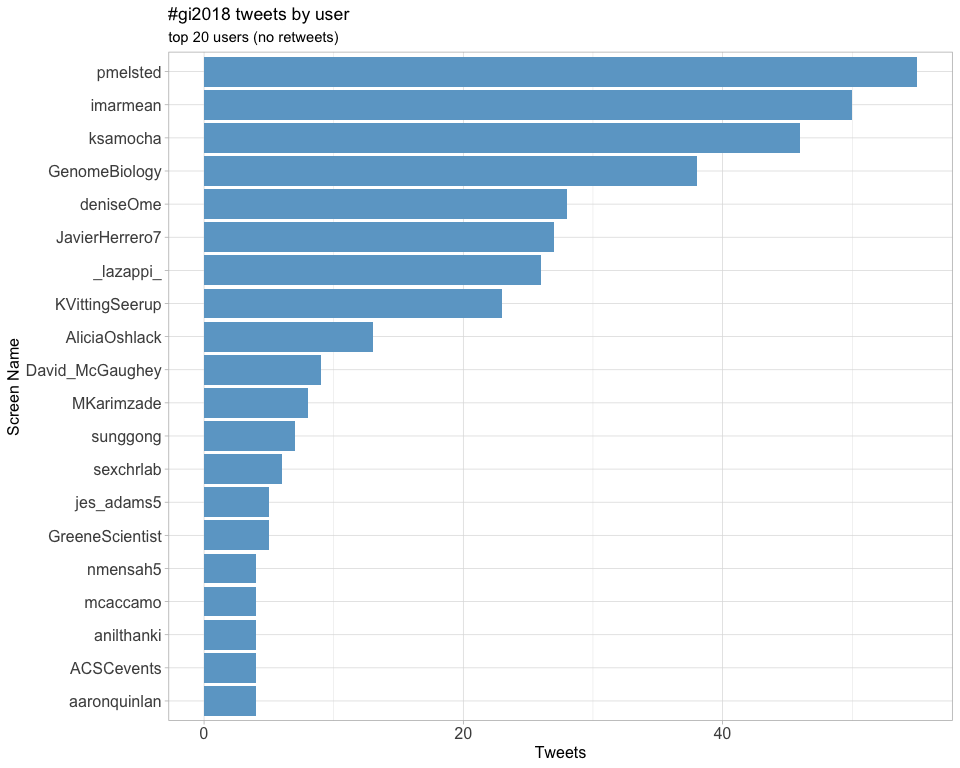 #gi2018 tweets by user
top 20 users (no retweets)
Screen Name
pmelsted
imarmean
ksamocha
GenomeBiology
deniseOme
JavierHerrero7
_lazappi_
KVittingSeerup
AliciaOshlack
David_McGaughey
MKarimzade
sunggong
sexchrlab
jes_adams5
GreeneScientist
nmensah5
mcaccamo
anilthanki
ACSCevents
aaronquinlan
0 20 40
Tweets